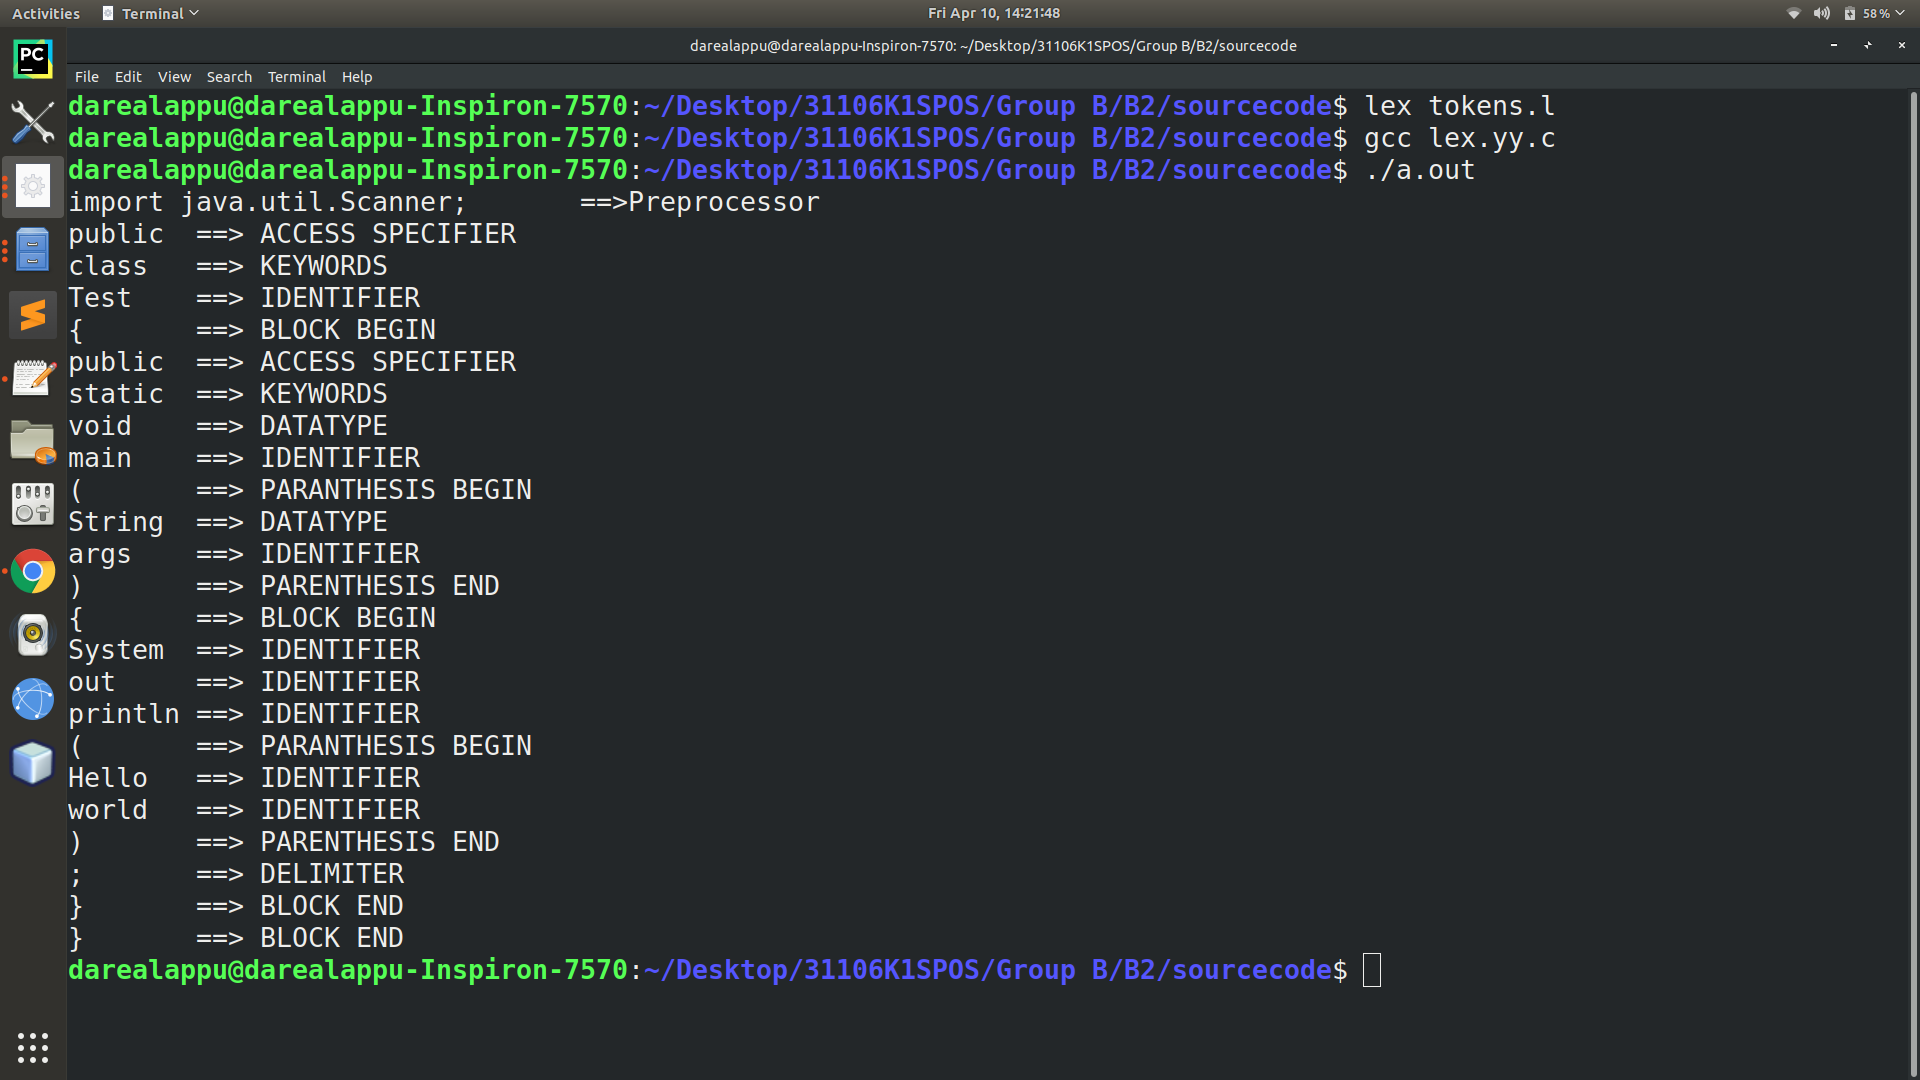 Activities Terminal Fri Apr 10, 14:21:48 58%
darealappu@darealappu-Inspiron-7570: ~/Desktop/31106K1SPOS/Group B/B2/sourcecode
PC
File Edit View Search Terminal Help
darealappu@darealappu-Inspiron-7570:~/Desktop/31106K1SPOS/Group B/B2/sourcecode$ lex tokens.l
darealappu@darealappu-Inspiron-7570:~/Desktop/31106K1SPOS/Group B/B2/sourcecode$ gcc lex.yy.c
darealappu@darealappu-Inspiron-7570:~/Desktop/31106K1SPOS/Group B/B2/sourcecode$ ./a.out
import java.util.Scanner;       ==>Preprocessor
public  ==> ACCESS SPECIFIER
class   ==> KEYWORDS
Test    ==> IDENTIFIER
{       ==> BLOCK BEGIN
public  ==> ACCESS SPECIFIER
static  ==> KEYWORDS
void    ==> DATATYPE
main    ==> IDENTIFIER
(       ==> PARANTHESIS BEGIN
String  ==> DATATYPE
args    ==> IDENTIFIER
)       ==> PARENTHESIS END
{       ==> BLOCK BEGIN
System  ==> IDENTIFIER
out     ==> IDENTIFIER
println ==> IDENTIFIER
(       ==> PARANTHESIS BEGIN
Hello   ==> IDENTIFIER
world   ==> IDENTIFIER
)       ==> PARENTHESIS END
;       ==> DELIMITER
}       ==> BLOCK END
}       ==> BLOCK END
darealappu@darealappu-Inspiron-7570:~/Desktop/31106K1SPOS/Group B/B2/sourcecode$